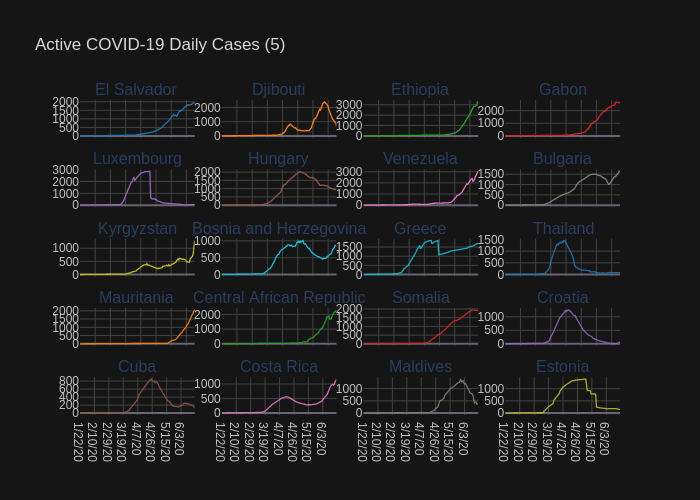 Active COVID-19 Daily Cases (5)
El Salvador Djibouti Ethiopia Gabon
2000 1500 1000 500 0
2000 1000 0
3000 2000 1000 0
2000 1000 0
Luxembourg Hungary Venezuela Bulgaria
3000 2000 1000 0
2000 1500 1000 500 0
3000 2000 1000 0
1500 1000 500 0
Kyrgyzstan Bosnia and Herzegovina Greece Thailand
1000 500 0
1000 500 0
1500 1000 500 0
1500 1000 500 0
Mauritania Central African Republic Somalia Croatia
2000 1500 1000 500 0
2000 1000 0
2000 1500 1000 500 0
1000 500 0
Cuba Costa Rica Maldives Estonia
800 600 400 200 0
1000 500 0
1000 500 0
1000 500 0
1/22/20 2/10/20 2/29/20 3/19/20 4/7/20 4/26/20 5/15/20 6/3/20
1/22/20 2/10/20 2/29/20 3/19/20 4/7/20 4/26/20 5/15/20 6/3/20
1/22/20 2/10/20 2/29/20 3/19/20 4/7/20 4/26/20 5/15/20 6/3/20
1/22/20 2/10/20 2/29/20 3/19/20 4/7/20 4/26/20 5/15/20 6/3/20